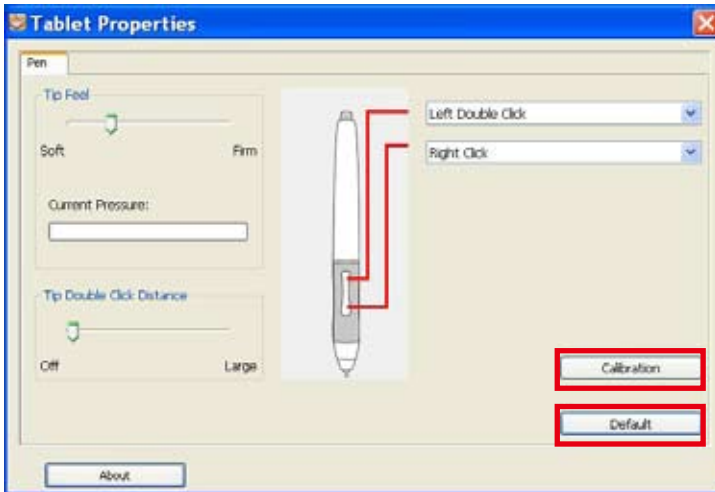 Tablet Properties
Pen
Tip Feel
Soft Firm
Current Pressure:
Tip Double Click Distance
Off Large
Left Double Click
Right Click
Calibration
Default
About